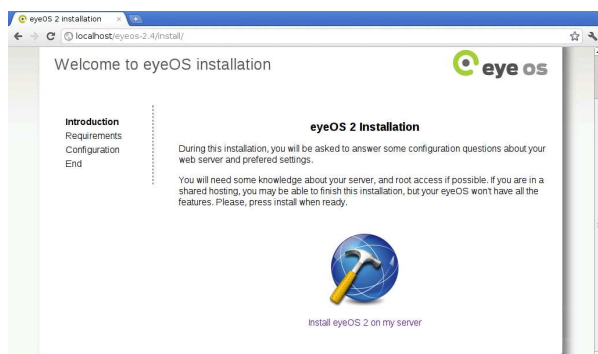 eyeOS 2 installation
localhost/eyeos-2.4/install/
Welcome to eyeOS installation
eye os
Introduction
Requirements
Configuration
End
eyeOS 2 Installation
During this installation, you will be asked to answer some configuration questions about your
web server and prefered settings.
You will need some knowledge about your server, and root access if possible. If you are in a
shared hosting, you may be able to finish this installation, but your eyeOS won't have all the
features. Please, press install when ready.
Install eyeOS 2 on my server